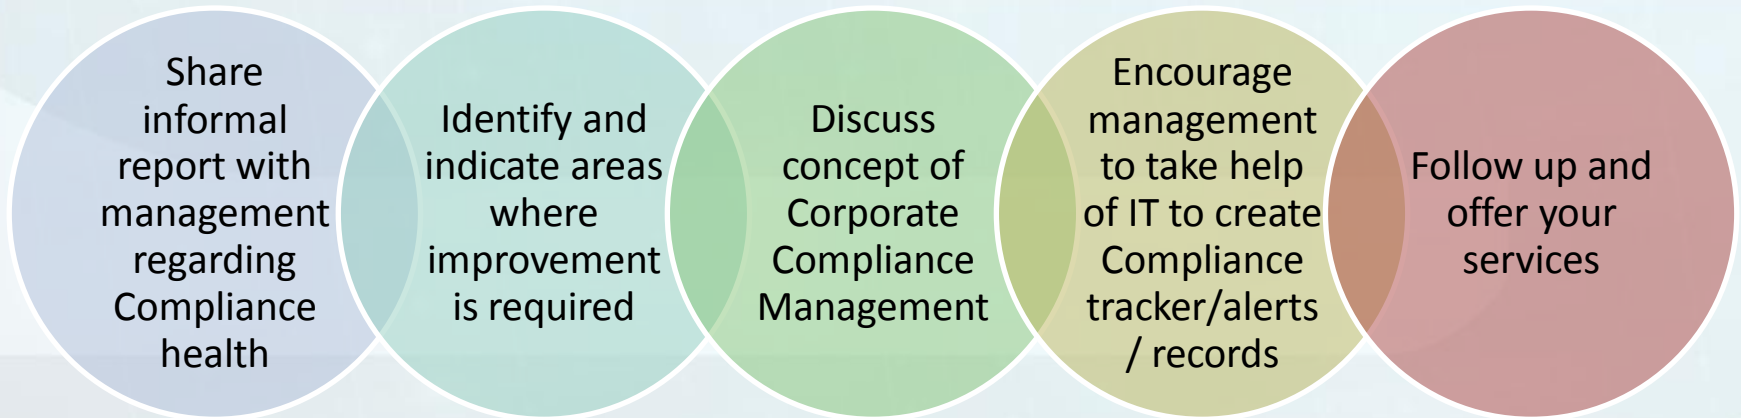 Share
informal
report with
management
regarding
Compliance
health
Identify and
indicate areas
where
improvement
is required
Discuss
concept of
Corporate
Compliance
Management
Encourage
management
to take help
of IT to create
Compliance
tracker/alerts
/ records
Follow up and
offer your
services